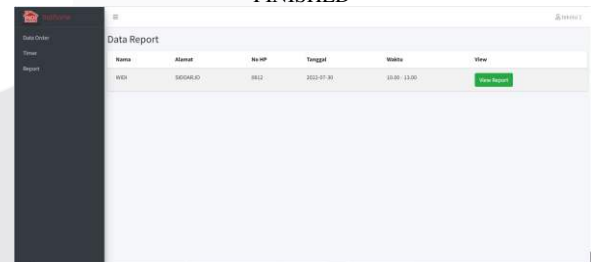 FINISHED
Data Report
Data Order
Timer
Report
Nama Alamat No HP Tanggal Waktu View
WIDI SIDOARJO 0812 2022-07-30 10.00 - 13.00 View Report